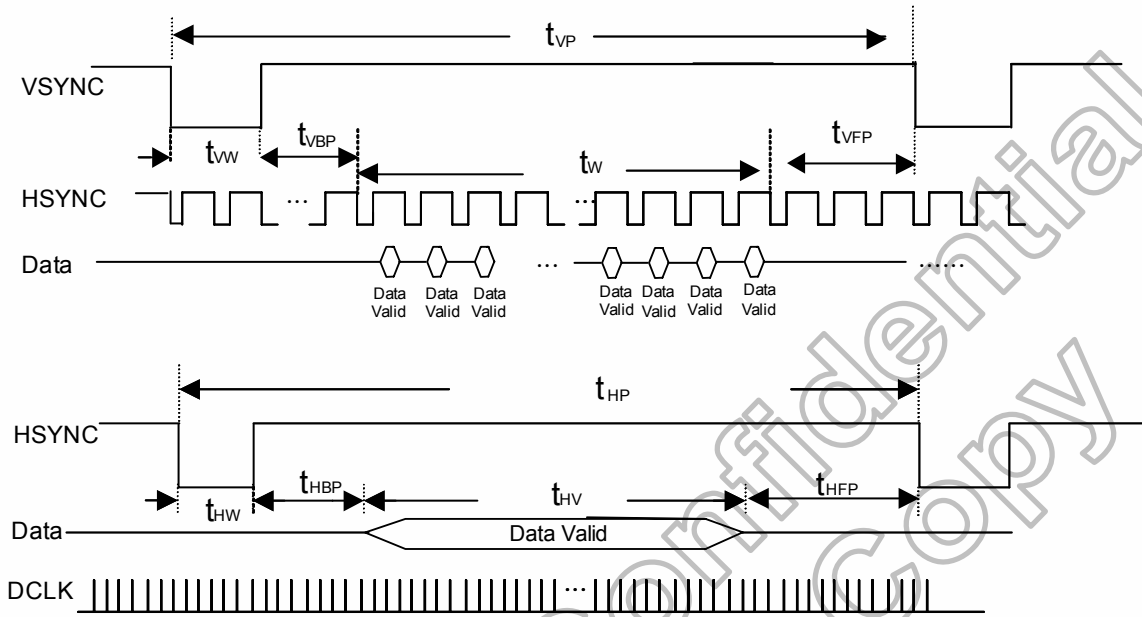 tVP
VSYNC
tVW
tVBP
tW
tVFP
HSYNC
...
...
Data
...
......
Data Valid
Data Valid
Data Valid
Data Valid
Data Valid
Data Valid
Data Valid
tHP
HSYNC
tHW
tHBP
tHV
tHFP
Data
Data Valid
DCLK
...
Confidential
Copy